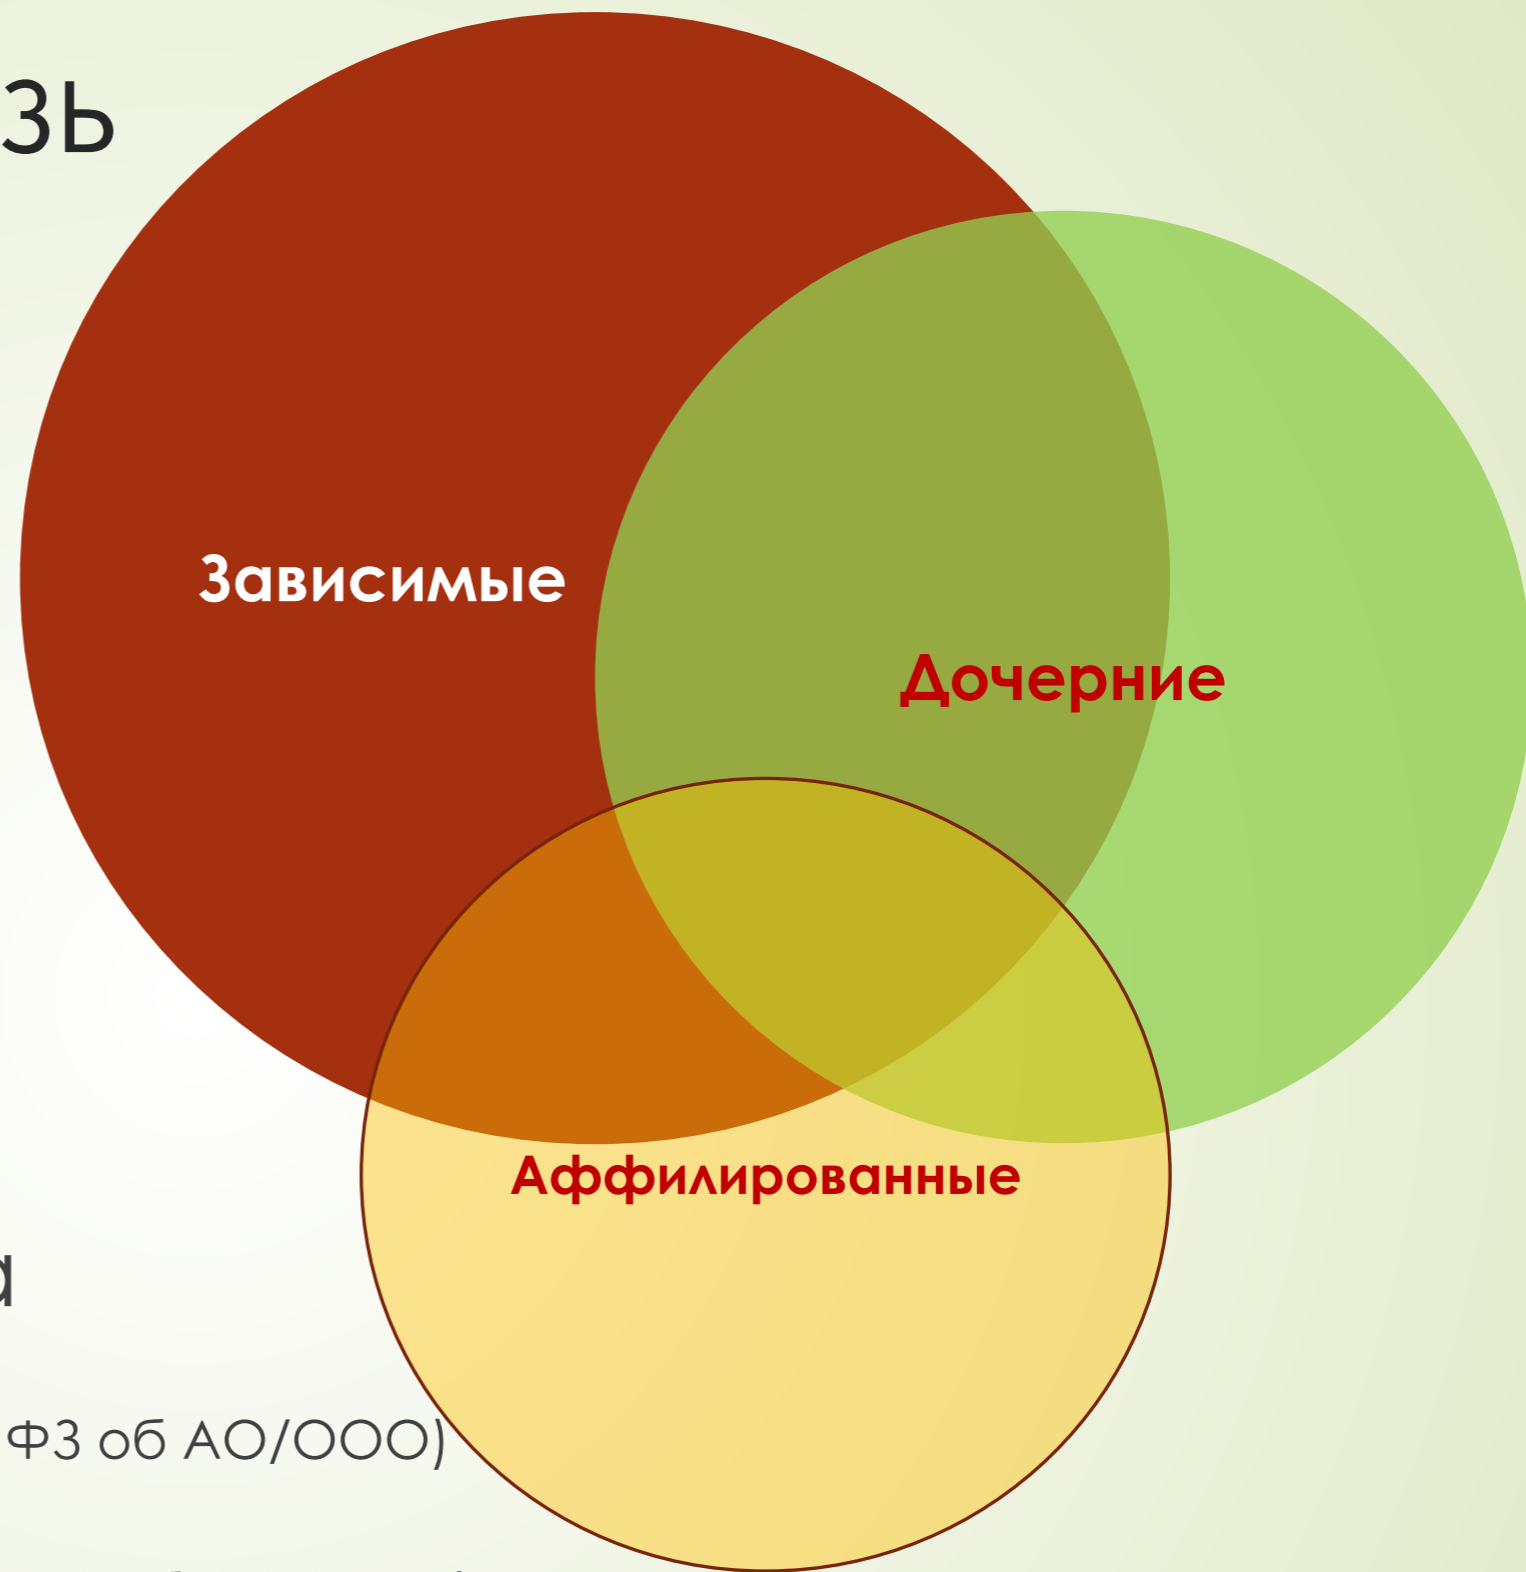 зь
Зависимые
Дочерние
Аффилированные
а
ФЗ об АО/ООО)